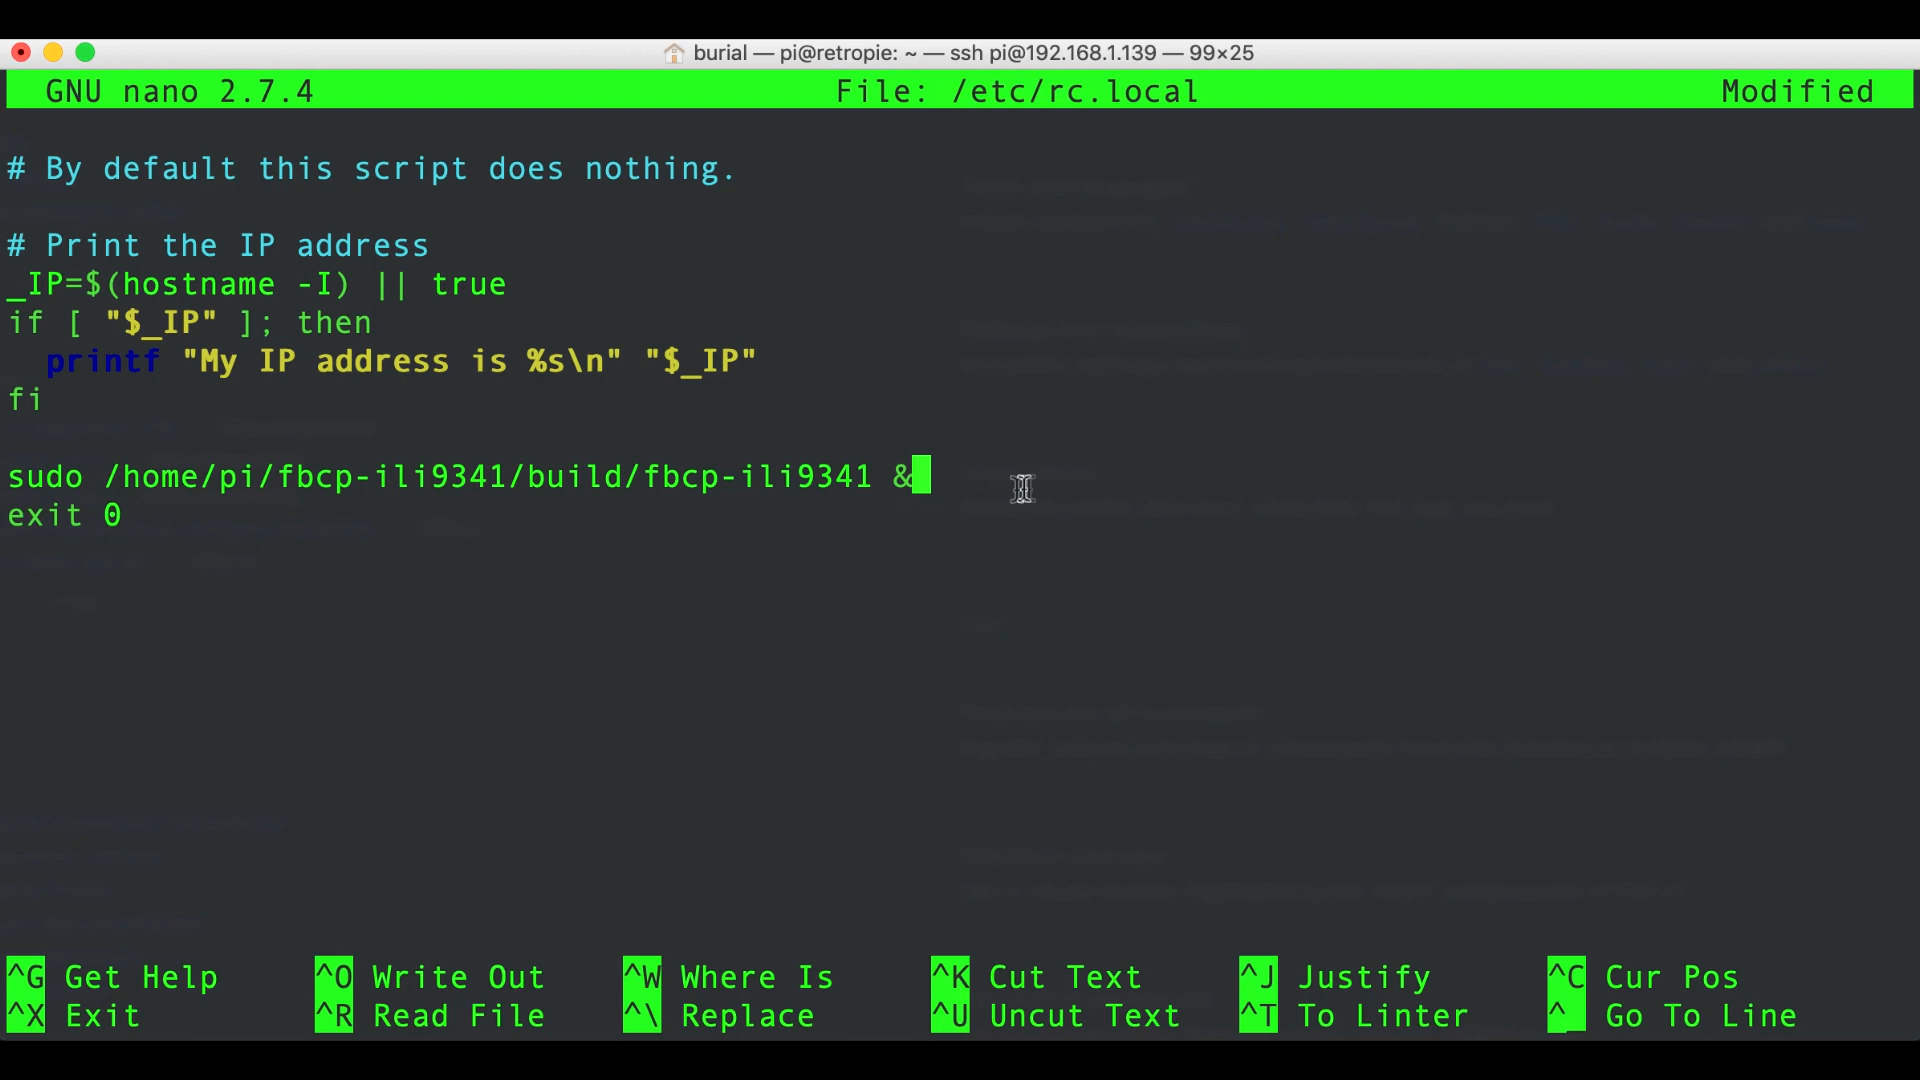 burial — pi@retropie: ~ — ssh pi@192.168.1.139 — 99×25
GNU nano 2.7.4 File: /etc/rc.local Modified
# By default this script does nothing.
# Print the IP address
_IP=$(hostname -I) || true
if [ "$_IP" ]; then
  printf "My IP address is %s\n" "$_IP"
fi
sudo /home/pi/fbcp-ili9341/build/fbcp-ili9341 &
exit 0
^G Get Help ^O Write Out ^W Where Is ^K Cut Text ^J Justify ^C Cur Pos
^X Exit ^R Read File ^\ Replace ^U Uncut Text ^T To Linter ^_ Go To Line